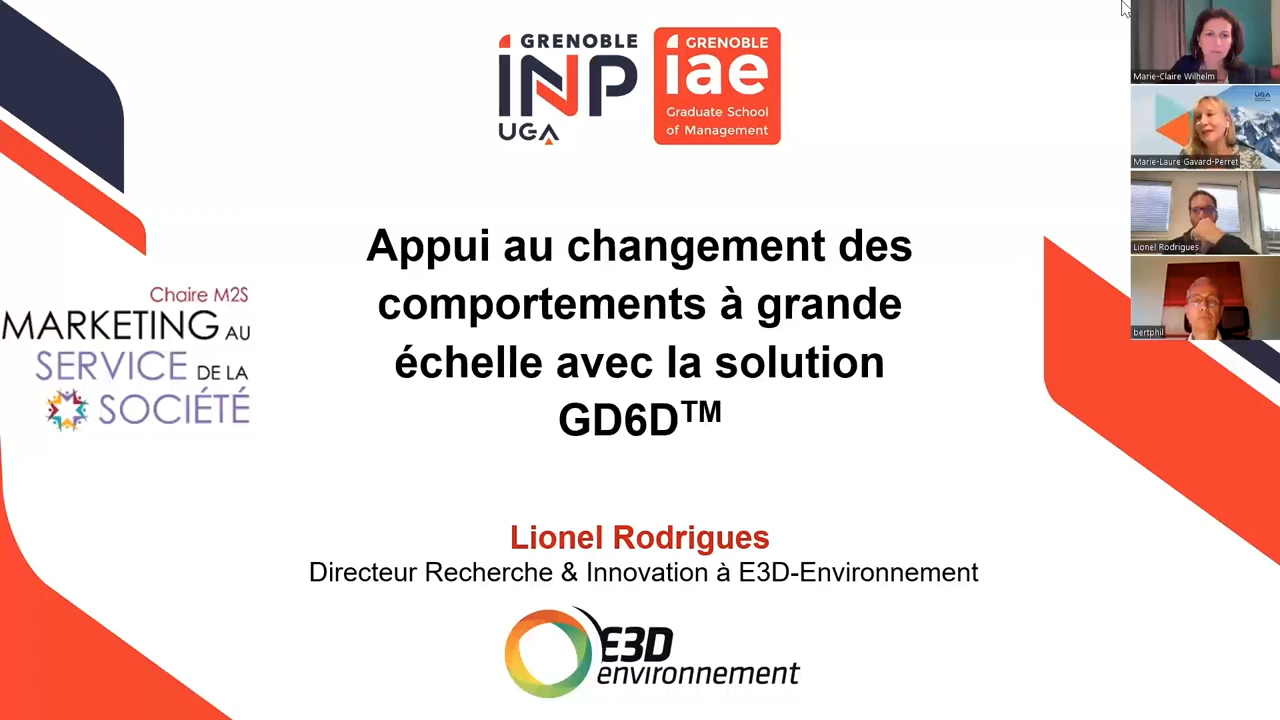 GRENOBLE
INP
UGA
GRENOBLE
iae
Graduate School
of Management
Marie-Claire Wilhelm
UGA
Marie-Laure Gavard-Perret
Lionel Rodrigues
bertphil
Chaire M2S
MARKETING AU
SERVICE DE LA
SOCIÉTÉ
Appui au changement des
comportements à grande
échelle avec la solution
GD6D™
Lionel Rodrigues
Directeur Recherche & Innovation à E3D-Environnement
E3D
environnement